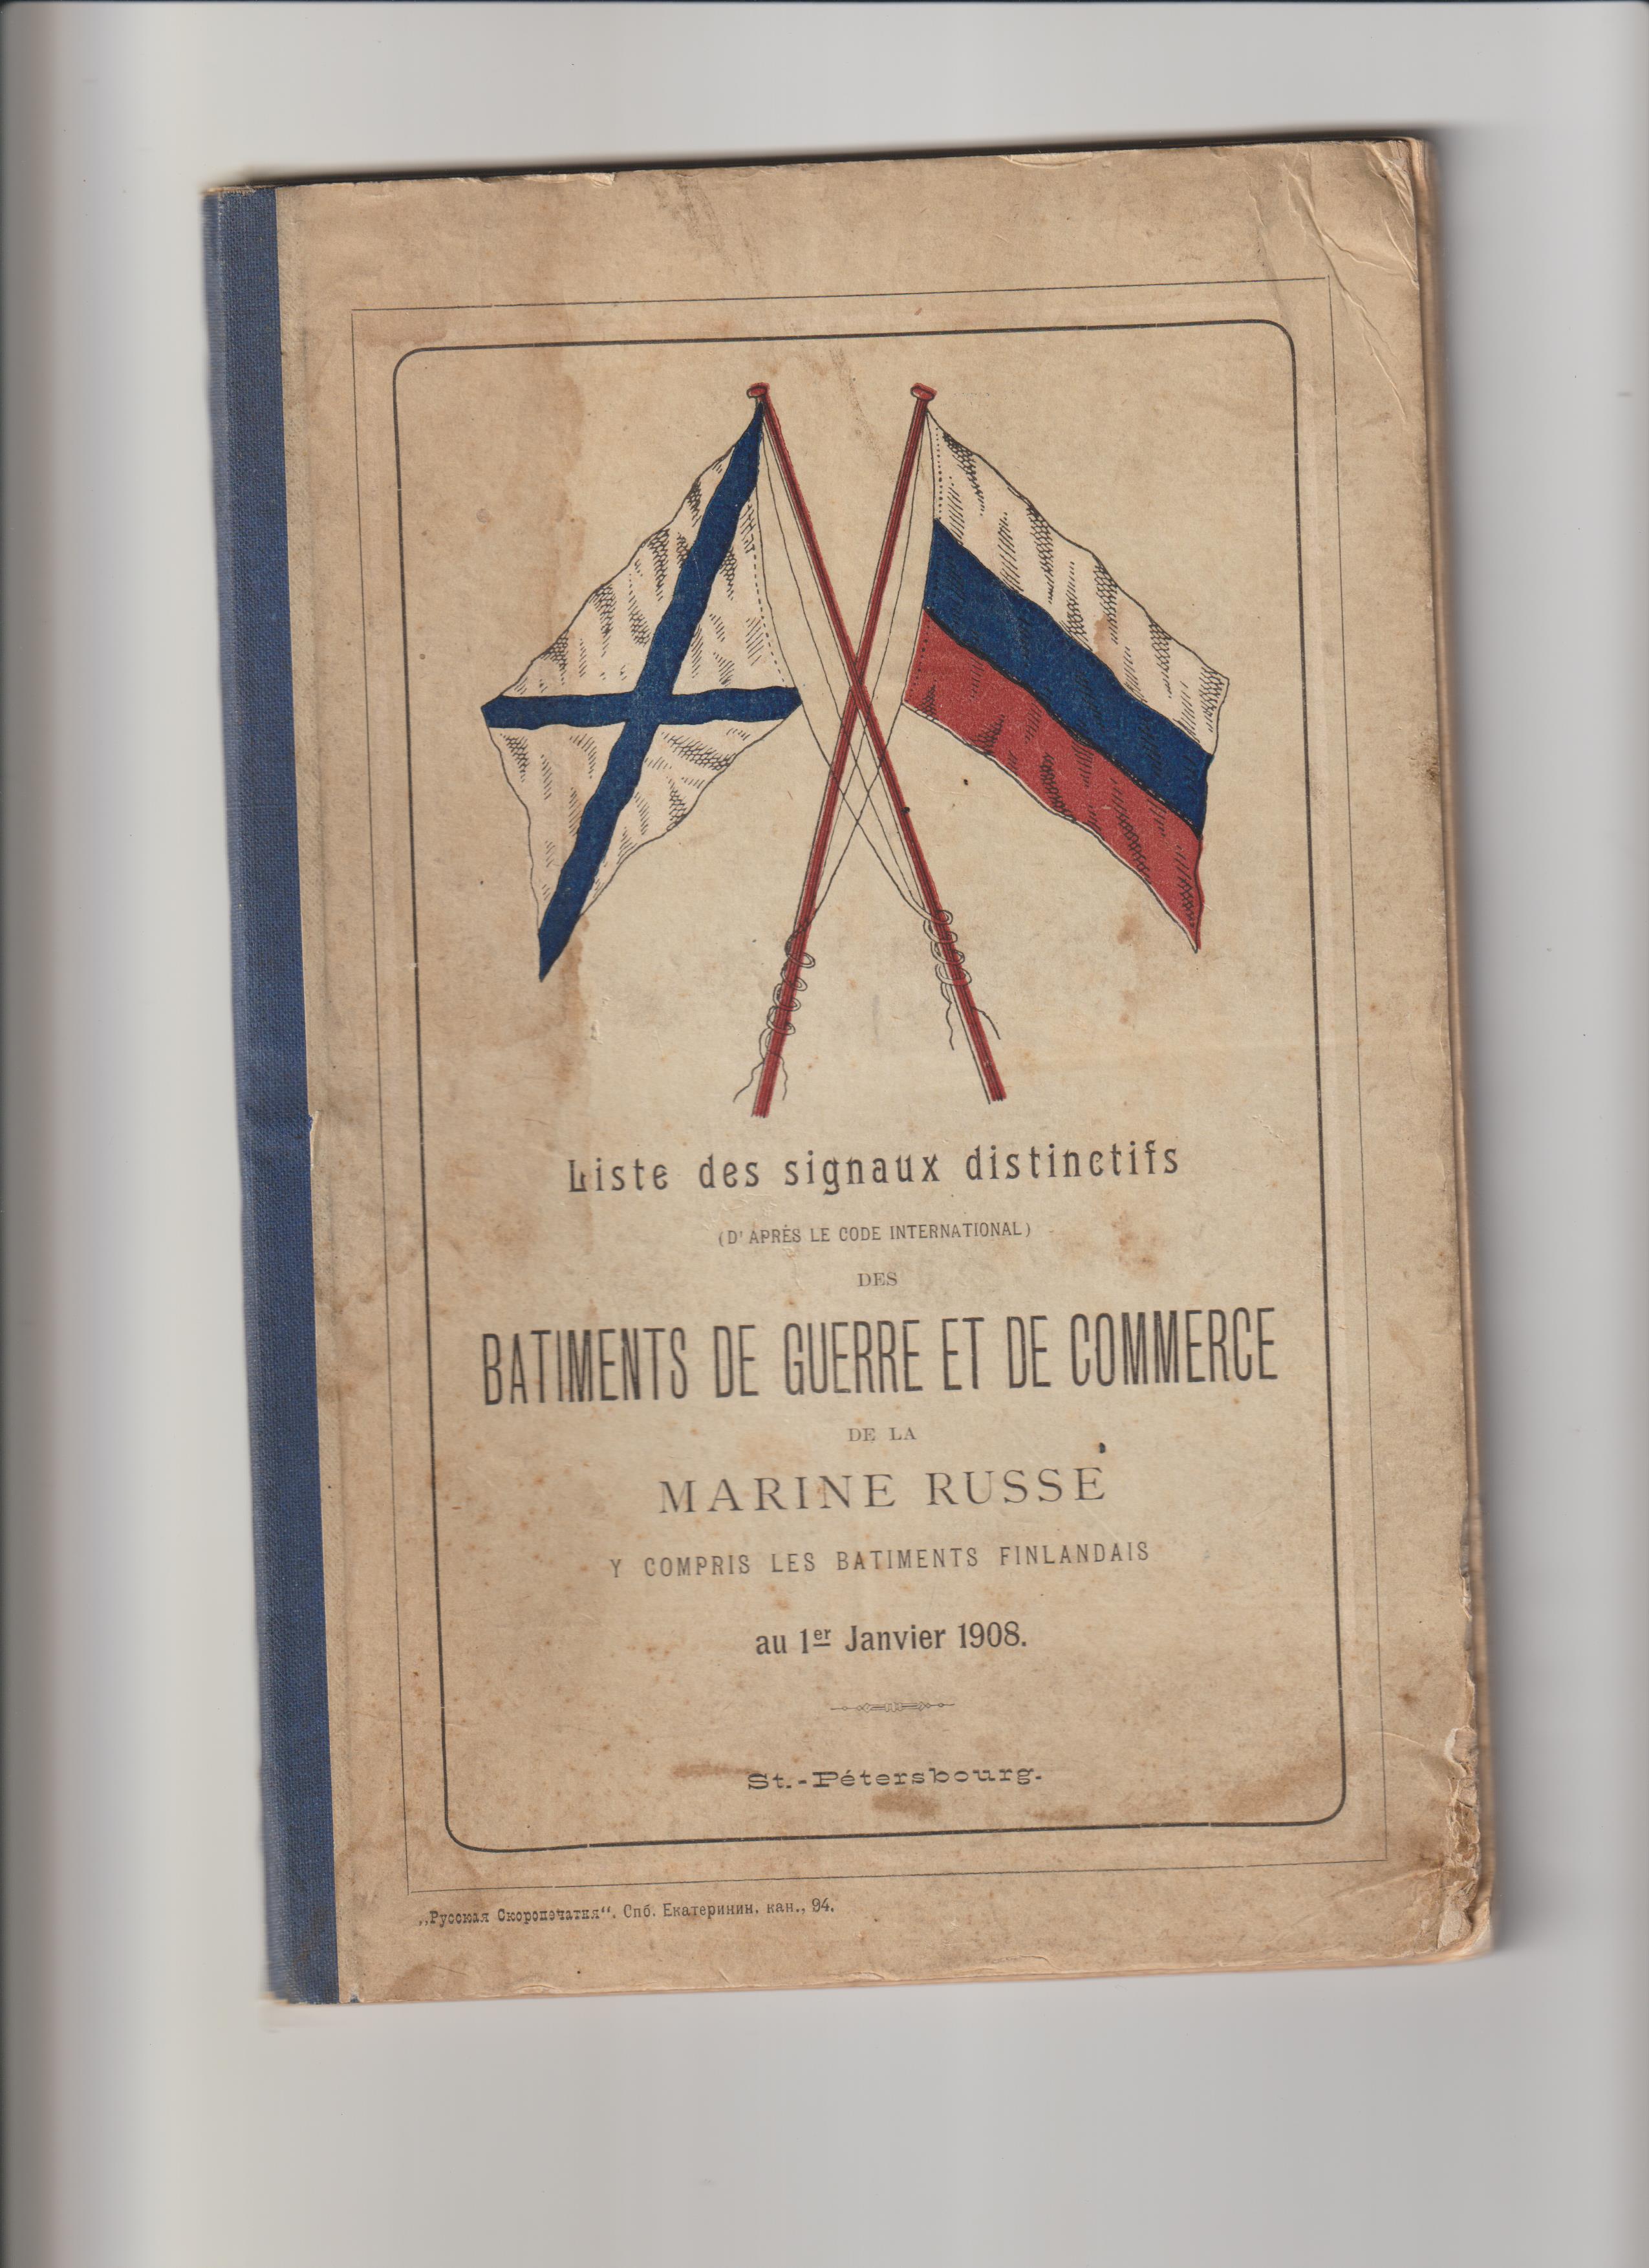 Liste des signaux distinctifs
(D'APRÉS LE CODE INTERNATIONAL)
DES
BATIMENTS DE GUERRE ET DE COMMERCE
DE LA
MARINE RUSSE
Y COMPRIS LES BATIMENTS FINLANDAIS
au 1er Janvier 1908.
St.-Pétersbourg.
„Русская Скоропечатня“. Спб. Екатеринин. кан., 94.